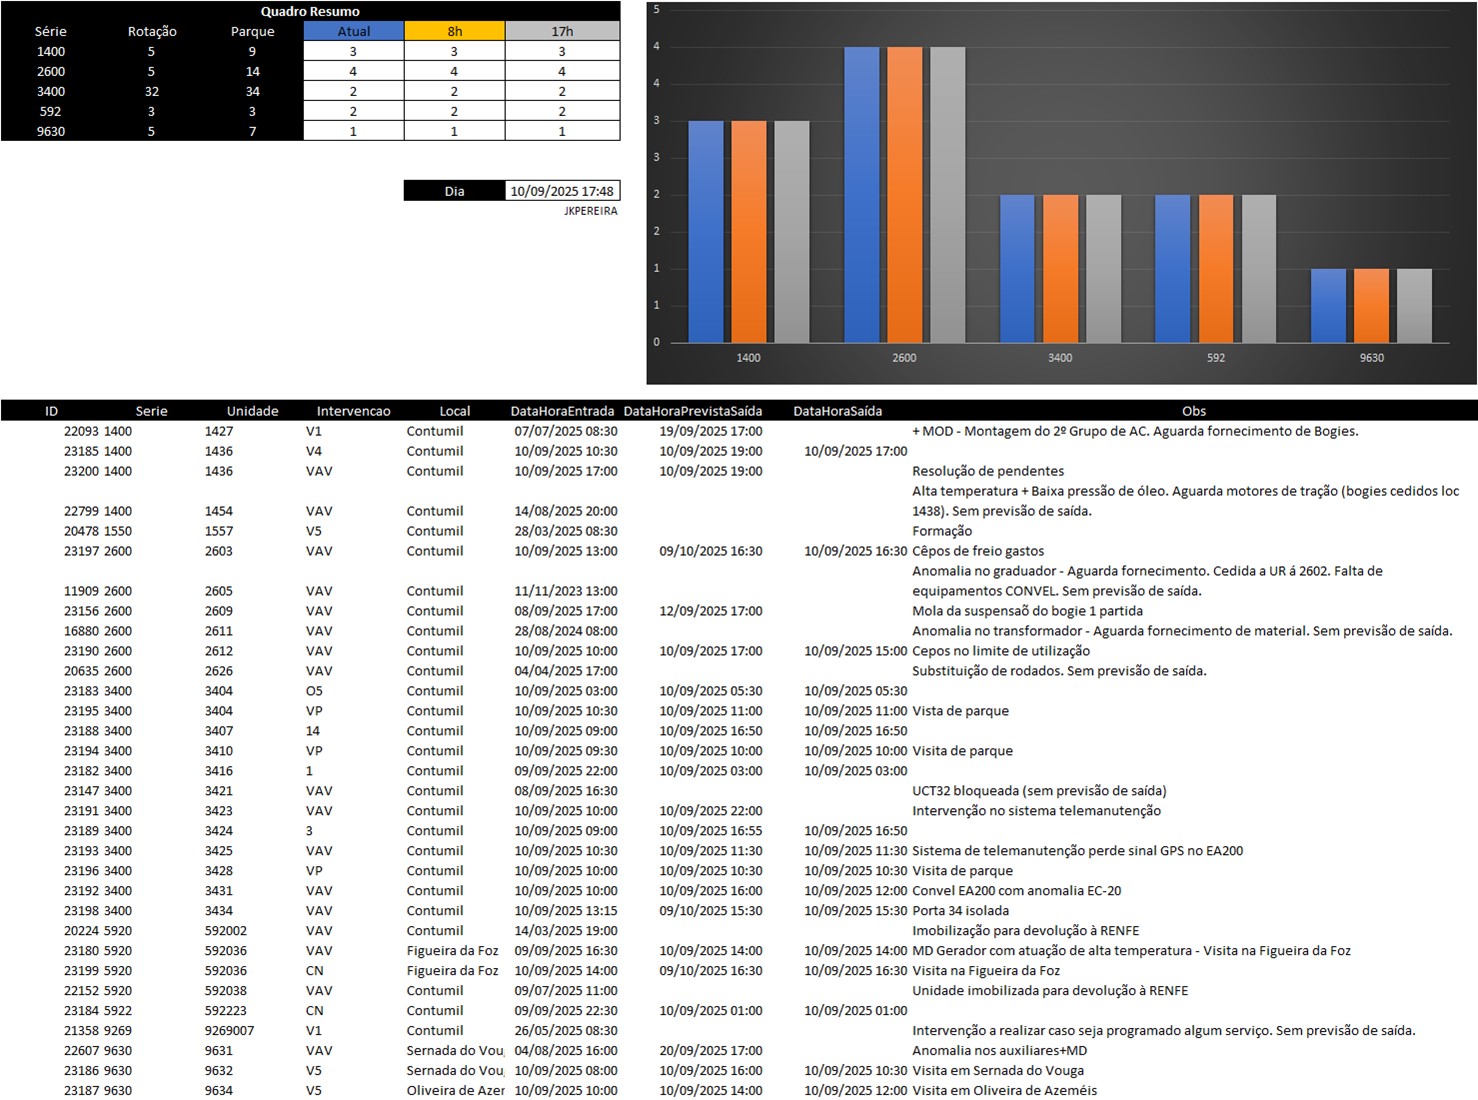 Quadro Resumo
Série Rotação Parque Atual 8h 17h
1400 5 9 3 3 3
2600 5 14 4 4 4
3400 32 34 2 2 2
592 3 3 2 2 2
9630 5 7 1 1 1
Dia 10/09/2025 17:48
JKPEREIRA
5
4
4
3
3
2
2
1
1
0
1400 2600 3400 592 9630
ID Serie Unidade Intervencao Local DataHoraEntrada DataHoraPrevistaSaída DataHoraSaída Obs
22093 1400 1427 V1 Contumil 07/07/2025 08:30 19/09/2025 17:00 + MOD - Montagem do 2º Grupo de AC. Aguarda fornecimento de Bogies.
23185 1400 1436 V4 Contumil 10/09/2025 10:30 10/09/2025 19:00 10/09/2025 17:00
23200 1400 1436 VAV Contumil 10/09/2025 17:00 10/09/2025 19:00 Resolução de pendentes
Alta temperatura + Baixa pressão de óleo. Aguarda motores de tração (bogies cedidos loc
22799 1400 1454 VAV Contumil 14/08/2025 20:00 1438). Sem previsão de saída.
20478 1550 1557 V5 Contumil 28/03/2025 08:30 Formação
23197 2600 2603 VAV Contumil 10/09/2025 13:00 09/10/2025 16:30 10/09/2025 16:30 Cêpos de freio gastos
Anomalia no graduador - Aguarda fornecimento. Cedida a UR á 2602. Falta de
11909 2600 2605 VAV Contumil 11/11/2023 13:00 equipamentos CONVEL. Sem previsão de saída.
23156 2600 2609 VAV Contumil 08/09/2025 17:00 12/09/2025 17:00 Mola da suspensaõ do bogie 1 partida
16880 2600 2611 VAV Contumil 28/08/2024 08:00 Anomalia no transformador - Aguarda fornecimento de material. Sem previsão de saída.
23190 2600 2612 VAV Contumil 10/09/2025 10:00 10/09/2025 17:00 10/09/2025 15:00 Cepos no limite de utilização
20635 2600 2626 VAV Contumil 04/04/2025 17:00 Substituição de rodados. Sem previsão de saída.
23183 3400 3404 O5 Contumil 10/09/2025 03:00 10/09/2025 05:30 10/09/2025 05:30
23195 3400 3404 VP Contumil 10/09/2025 10:30 10/09/2025 11:00 10/09/2025 11:00 Vista de parque
23188 3400 3407 14 Contumil 10/09/2025 09:00 10/09/2025 16:50 10/09/2025 16:50
23194 3400 3410 VP Contumil 10/09/2025 09:30 10/09/2025 10:00 10/09/2025 10:00 Visita de parque
23182 3400 3416 1 Contumil 09/09/2025 22:00 10/09/2025 03:00 10/09/2025 03:00
23147 3400 3421 VAV Contumil 08/09/2025 16:30 UCT32 bloqueada (sem previsão de saída)
23191 3400 3423 VAV Contumil 10/09/2025 10:00 10/09/2025 22:00 Intervenção no sistema telemanutenção
23189 3400 3424 3 Contumil 10/09/2025 09:00 10/09/2025 16:55 10/09/2025 16:50
23193 3400 3425 VAV Contumil 10/09/2025 10:30 10/09/2025 11:30 10/09/2025 11:30 Sistema de telemanutenção perde sinal GPS no EA200
23196 3400 3428 VP Contumil 10/09/2025 10:00 10/09/2025 10:30 10/09/2025 10:30 Visita de parque
23192 3400 3431 VAV Contumil 10/09/2025 10:00 10/09/2025 16:00 10/09/2025 12:00 Convel EA200 com anomalia EC-20
23198 3400 3434 VAV Contumil 10/09/2025 13:15 09/10/2025 15:30 10/09/2025 15:30 Porta 34 isolada
20224 5920 592002 VAV Contumil 14/03/2025 19:00 Imobilização para devolução à RENFE
23180 5920 592036 VAV Figueira da Foz 09/09/2025 16:30 10/09/2025 14:00 10/09/2025 14:00 MD Gerador com atuação de alta temperatura - Visita na Figueira da Foz
23199 5920 592036 CN Figueira da Foz 10/09/2025 14:00 09/10/2025 16:30 10/09/2025 16:30 Visita na Figueira da Foz
22152 5920 592038 VAV Contumil 09/07/2025 11:00 Unidade imobilizada para devolução à RENFE
23184 5922 592223 CN Contumil 09/09/2025 22:30 10/09/2025 01:00 10/09/2025 01:00
21358 9269 9269007 V1 Contumil 26/05/2025 08:30 Intervenção a realizar caso seja programado algum serviço. Sem previsão de saída.
22607 9630 9631 VAV Sernada do Voug 04/08/2025 16:00 20/09/2025 17:00 Anomalia nos auxiliares+MD
23186 9630 9632 V5 Sernada do Voug 10/09/2025 08:00 10/09/2025 16:00 10/09/2025 10:30 Visita em Sernada do Vouga
23187 9630 9634 V5 Oliveira de Azer 10/09/2025 10:00 10/09/2025 14:00 10/09/2025 12:00 Visita em Oliveira de Azeméis